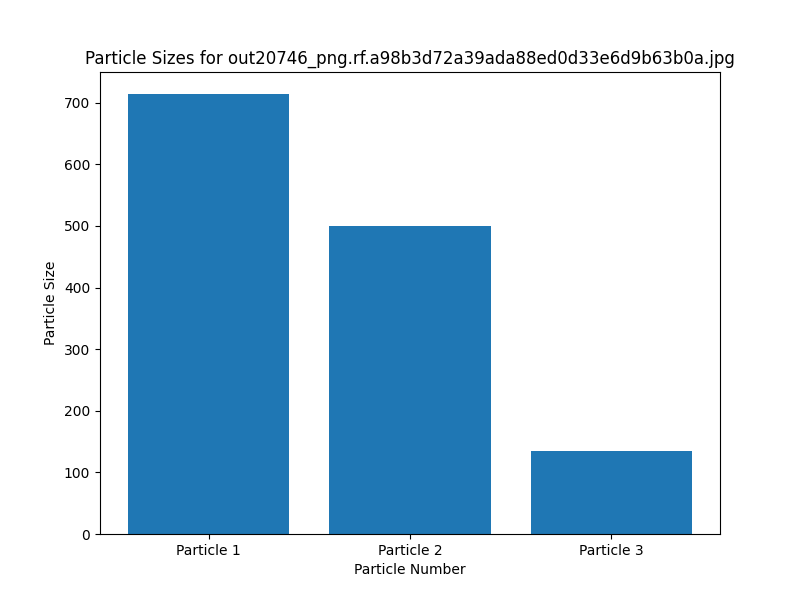 Particle Sizes for out20746_png.rf.a98b3d72a39ada88ed0d33e6d9b63b0a.jpg
Particle Size
700
600
500
400
300
200
100
0
Particle 1
Particle 2
Particle 3
Particle Number